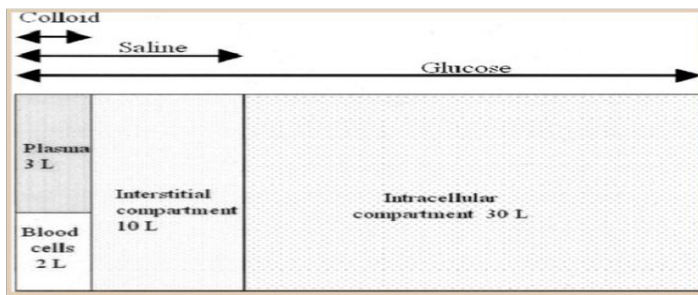 Colloid
Saline
Glucose
Plasma
3 L
Interstitial
compartment
10 L
Intracellular
compartment 30 L
Blood
cells
2 L